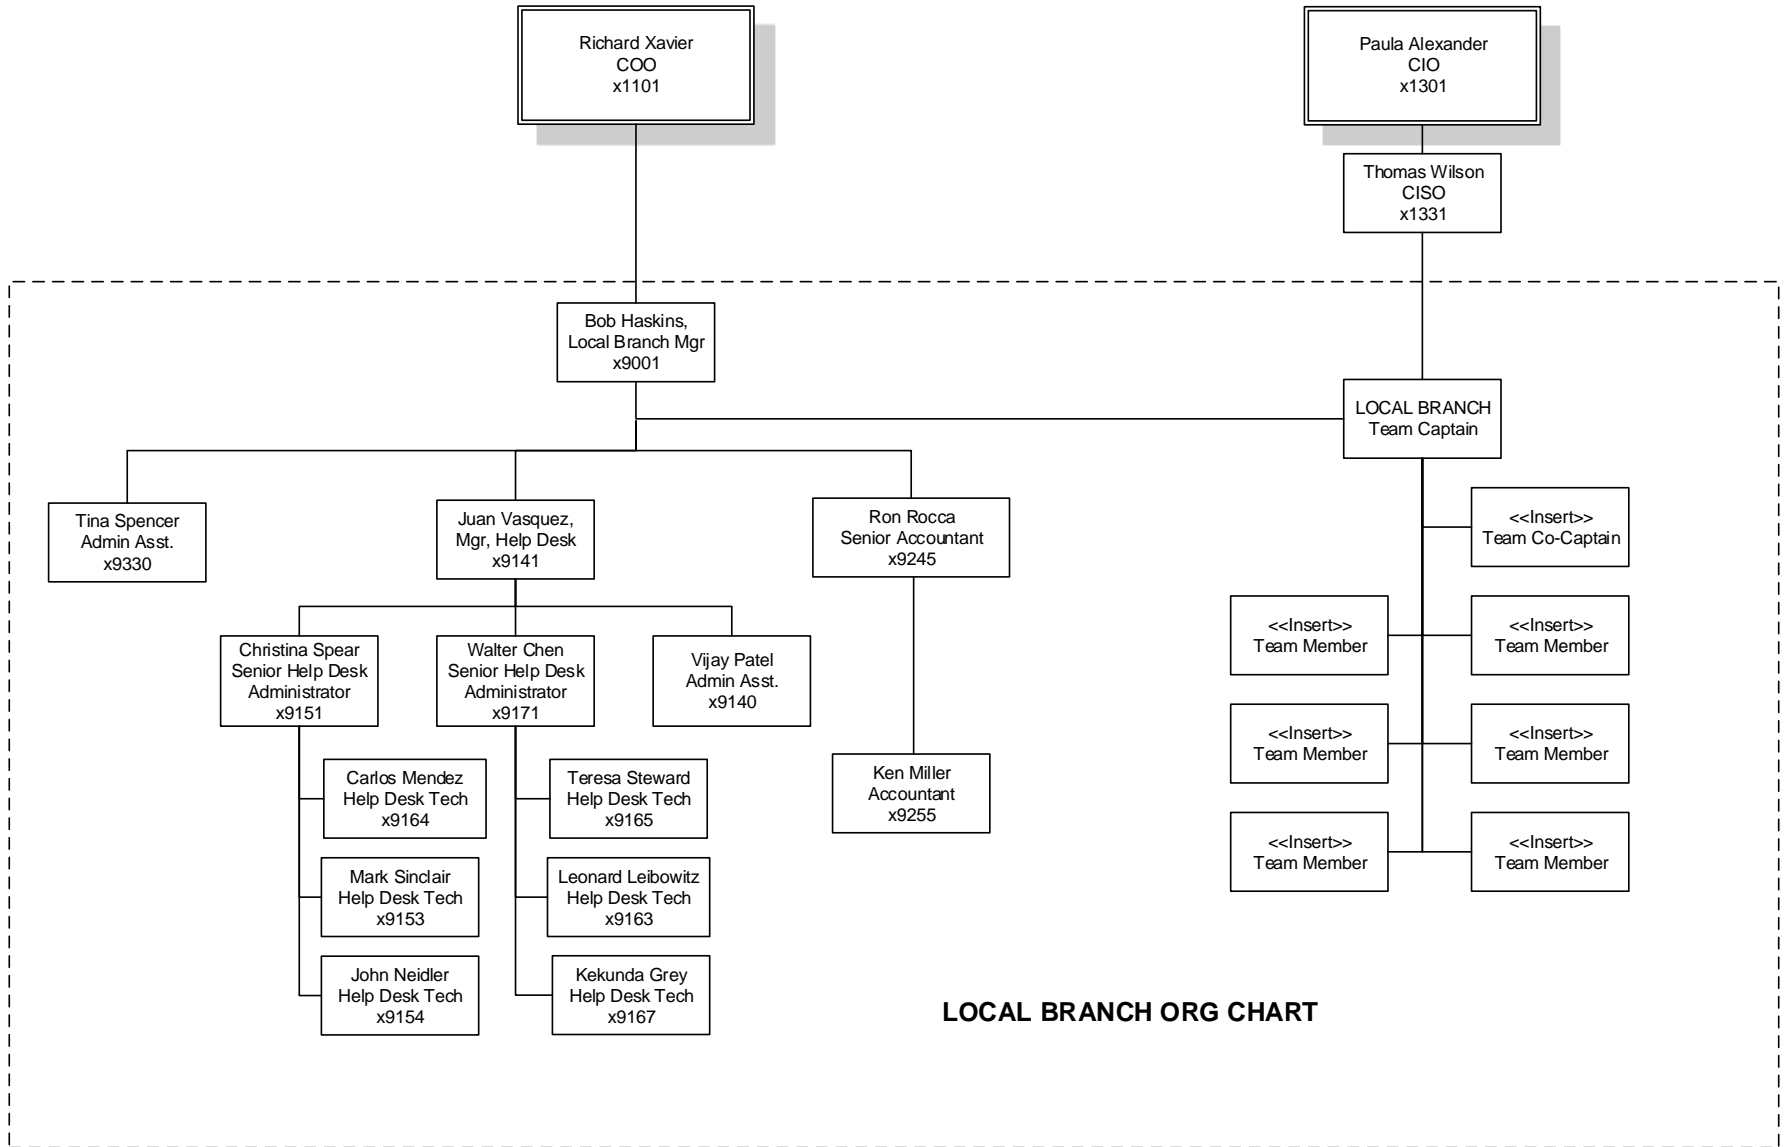 Richard Xavier
COO
x1101
Paula Alexander
CIO
x1301
Thomas Wilson
CISO
x1331
Bob Haskins,
Local Branch Mgr
x9001
LOCAL BRANCH
Team Captain
Tina Spencer
Admin Asst.
x9330
Juan Vasquez,
Mgr, Help Desk
x9141
Ron Rocca
Senior Accountant
x9245
<<Insert>>
Team Co-Captain
Christina Spear
Senior Help Desk
Administrator
x9151
Walter Chen
Senior Help Desk
Administrator
x9171
Vijay Patel
Admin Asst.
x9140
<<Insert>>
Team Member
<<Insert>>
Team Member
Carlos Mendez
Help Desk Tech
x9164
Teresa Steward
Help Desk Tech
x9165
Ken Miller
Accountant
x9255
<<Insert>>
Team Member
<<Insert>>
Team Member
Mark Sinclair
Help Desk Tech
x9153
Leonard Leibowitz
Help Desk Tech
x9163
<<Insert>>
Team Member
<<Insert>>
Team Member
John Neidler
Help Desk Tech
x9154
Kekunda Grey
Help Desk Tech
x9167
LOCAL BRANCH ORG CHART